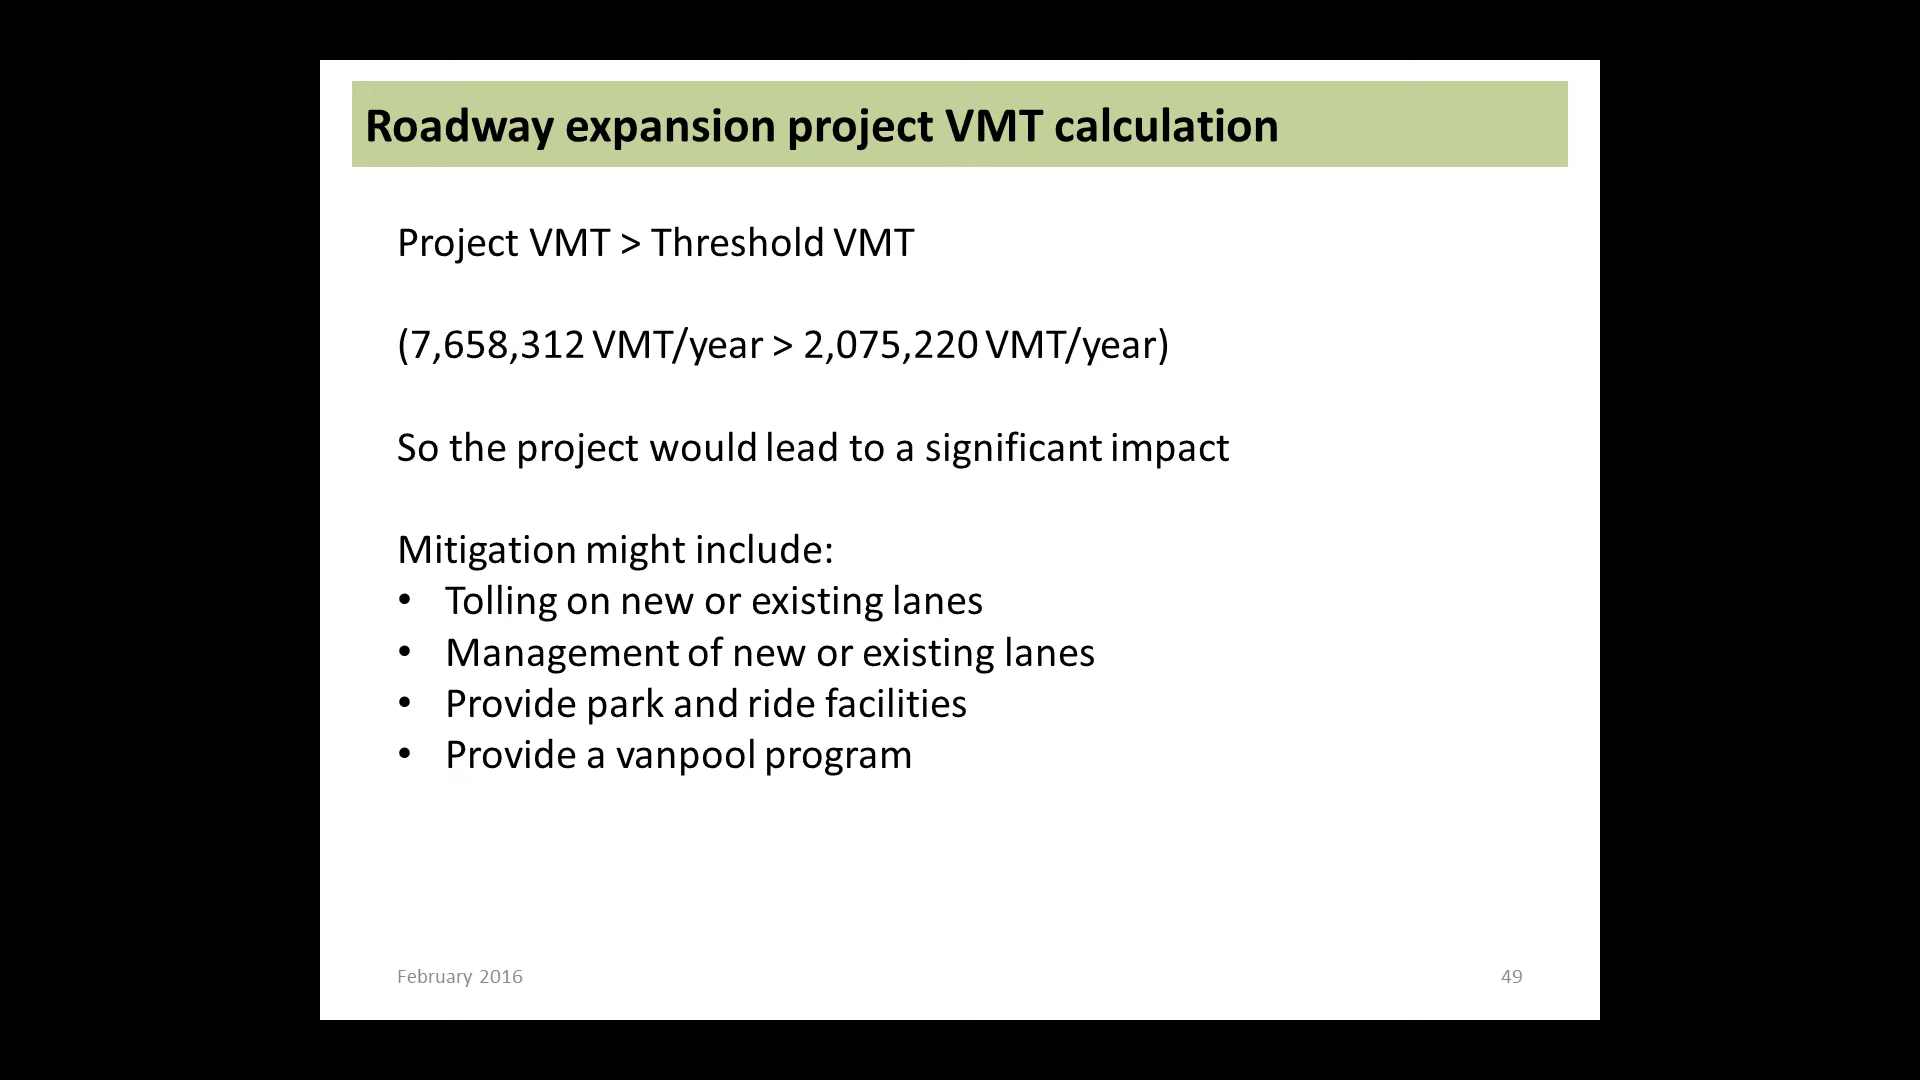 Roadway expansion project VMT calculation
Project VMT > Threshold VMT
(7,658,312 VMT/year > 2,075,220 VMT/year)
So the project would lead to a significant impact
Mitigation might include:
• Tolling on new or existing lanes
• Management of new or existing lanes
• Provide park and ride facilities
• Provide a vanpool program
February 2016
49